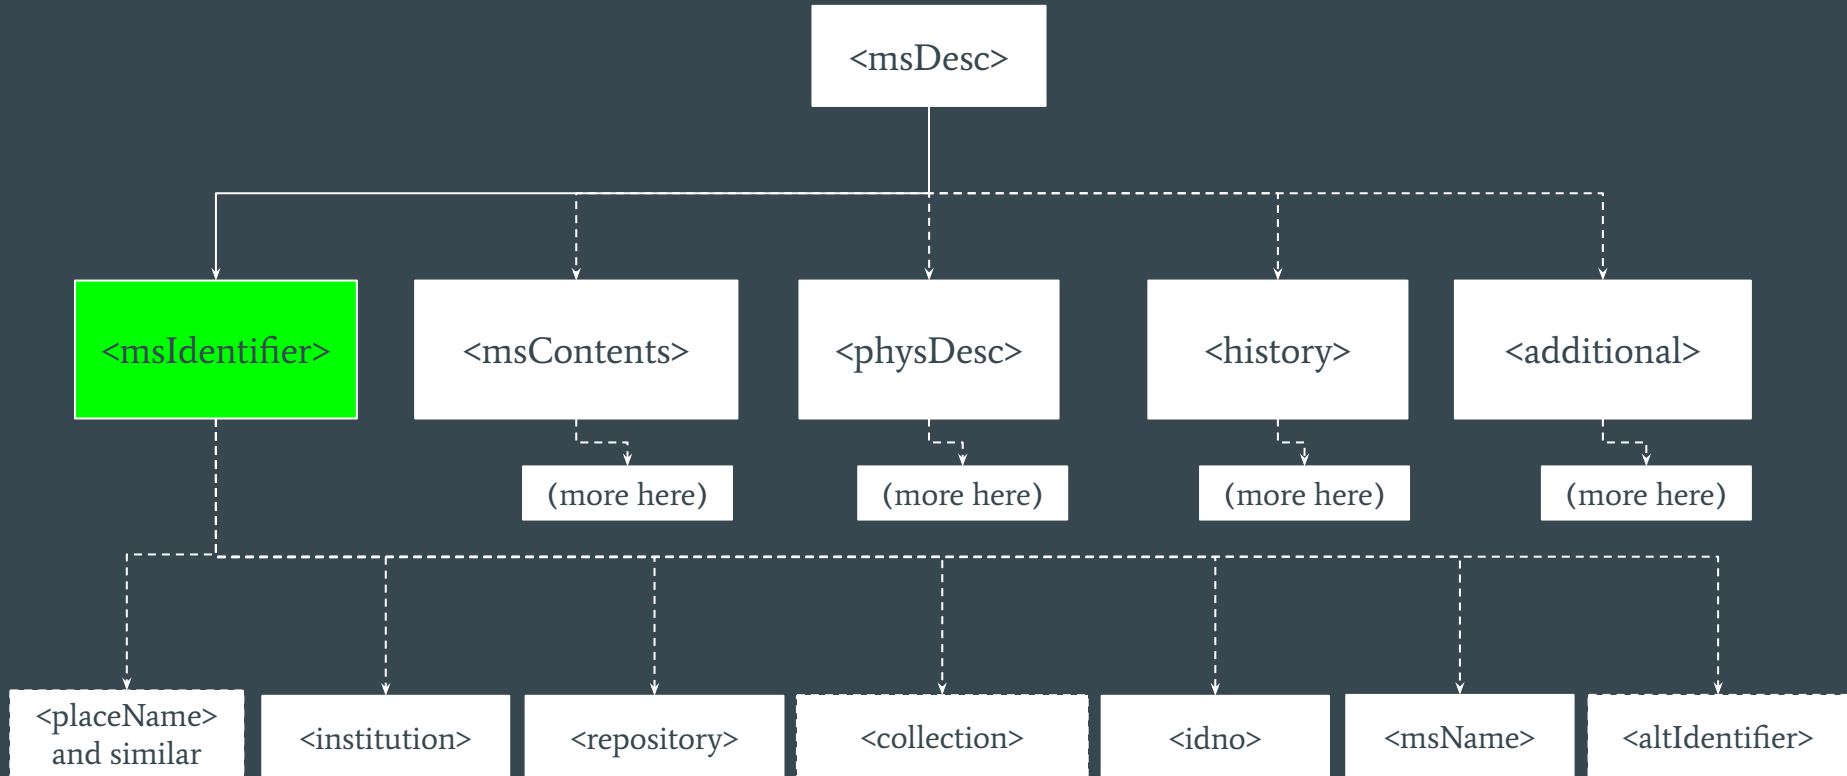 <msDesc>
<msIdentifier>
<msContents>
<physDesc>
<history>
<additional>
(more here)
(more here)
(more here)
(more here)
<placeName>
and similar
<institution>
<repository>
<collection>
<idno>
<msName>
<altIdentifier>